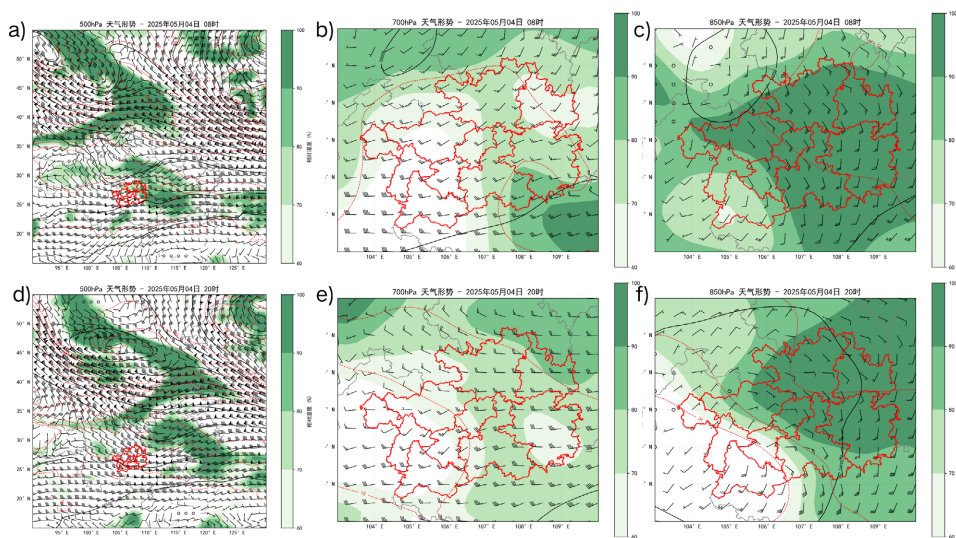 a)
500hPa 天气形势 - 2025年05月04日 08时
50° N
45° N
40° N
35° N
30° N
25° N
20° N
95° E 100° E 105° E 110° E 115° E 120° E 125° E
100
90
80
70
60
相对湿度 (%)
b)
700hPa 天气形势 - 2025年05月04日 08时
° N
° N
° N
° N
104° E 105° E 106° E 107° E 108° E 109° E
100
90
80
70
60
c)
850hPa 天气形势 - 2025年05月04日 08时
° N
° N
° N
° N
104° E 105° E 106° E 107° E 108° E 109° E
100
90
80
70
60
d)
500hPa 天气形势 - 2025年05月04日 20时
50° N
45° N
40° N
35° N
30° N
25° N
20° N
95° E 100° E 105° E 110° E 115° E 120° E 125° E
100
90
80
70
60
相对湿度 (%)
e)
700hPa 天气形势 - 2025年05月04日 20时
° N
° N
° N
° N
104° E 105° E 106° E 107° E 108° E 109° E
100
90
80
70
60
f)
850hPa 天气形势 - 2025年05月04日 20时
° N
° N
° N
° N
104° E 105° E 106° E 107° E 108° E 109° E
100
90
80
70
60